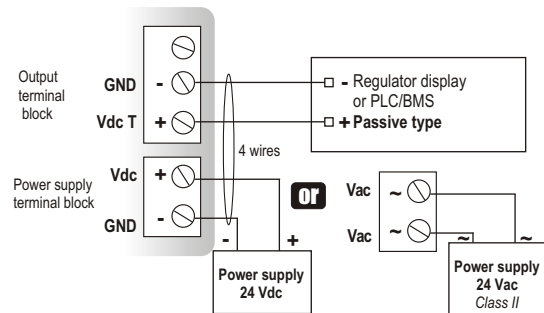 Output
terminal
block
GND
-
Vdc T
+
- Regulator display
or PLC/BMS
+ Passive type
4 wires
Power supply
terminal block
Vdc
+
GND
-
- +
Power supply
24 Vdc
or
Vac
~
Vac
~
~ ~
Power supply
24 Vac
Class II